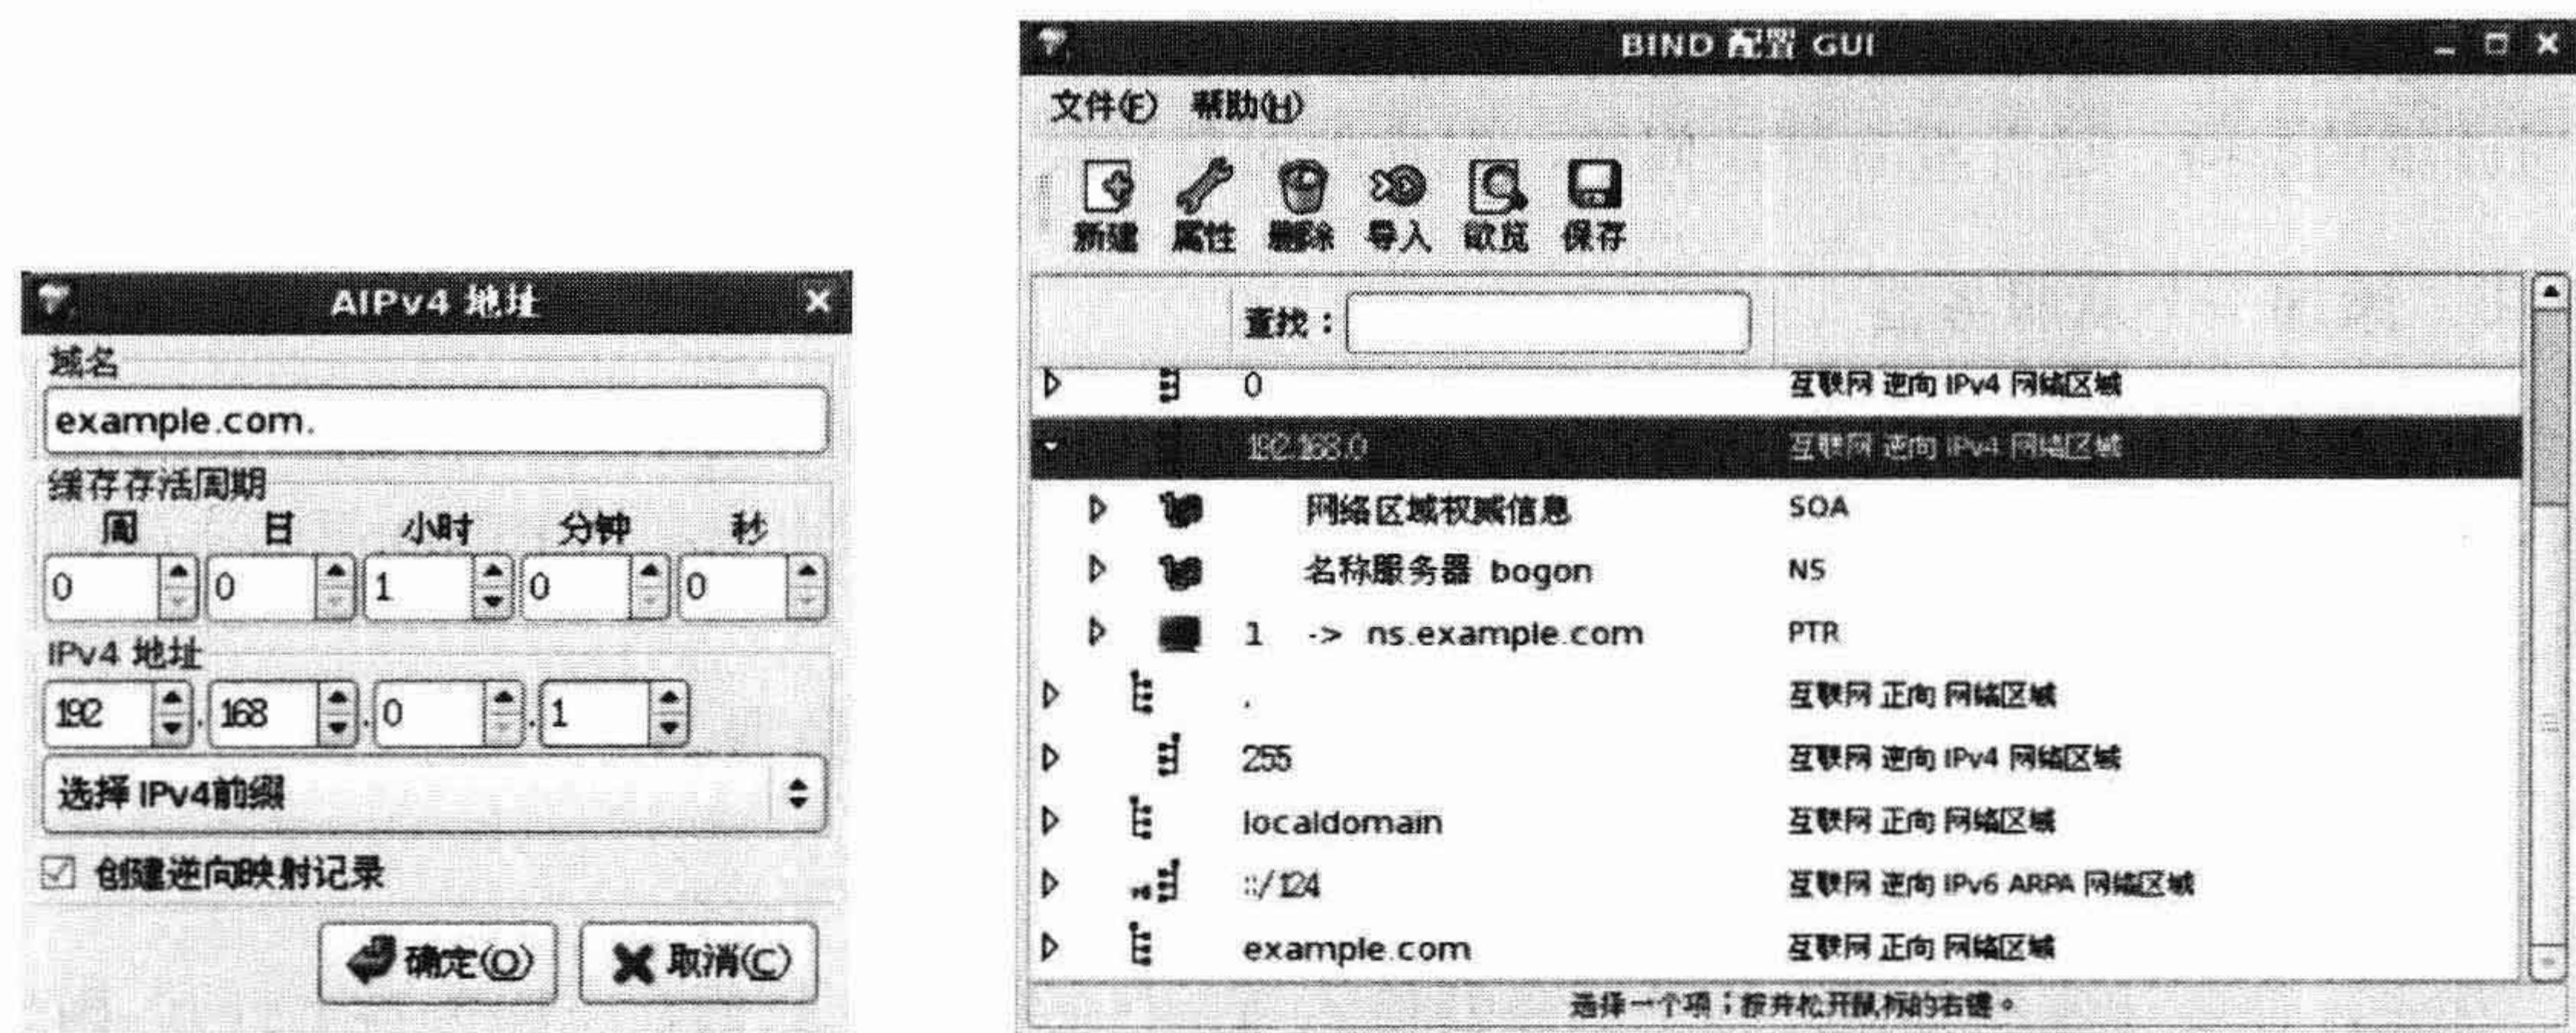 AIPv4 地址
域名
example.com.
缓存存活周期
周 日 小时 分钟 秒
0 0 1 0 0
IPv4 地址
192 . 168 . 0 . 1
选择 IPv4前缀
创建逆向映射记录
确定(O) 取消(C)
BIND 配置 GUI
文件(F) 帮助(H)
新建 属性 删除 导入 欧览 保存
查找：
0 互联网 逆向 IPv4 网络区域
192.168.0 互联网 逆向 IPv4 网络区域
网络区域权威信息 SOA
名称服务器 bogon NS
1 -> ns.example.com PTR
. 互联网 正向 网络区域
255 互联网 逆向 IPv4 网络区域
localdomain 互联网 正向 网络区域
v6 ::/124 互联网 逆向 IPv6 ARPA 网络区域
example.com 互联网 正向 网络区域
选择一个项；按并松开鼠标的右键。